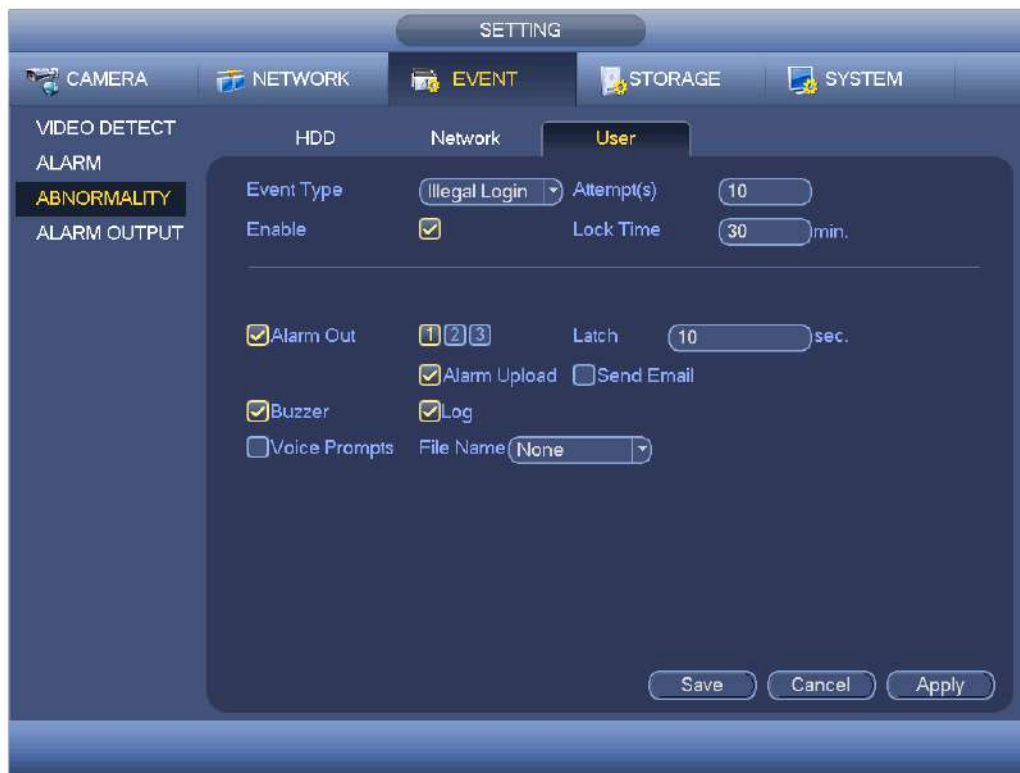 SETTING
CAMERA NETWORK EVENT STORAGE SYSTEM
VIDEO DETECT
ALARM
ABNORMALITY
ALARM OUTPUT
HDD Network User
Event Type Illegal Login Attempt(s) 10
Enable Lock Time 30 min.
Alarm Out 1 2 3 Latch 10 sec.
Alarm Upload Send Email
Buzzer Log
Voice Prompts File Name None
Save Cancel Apply